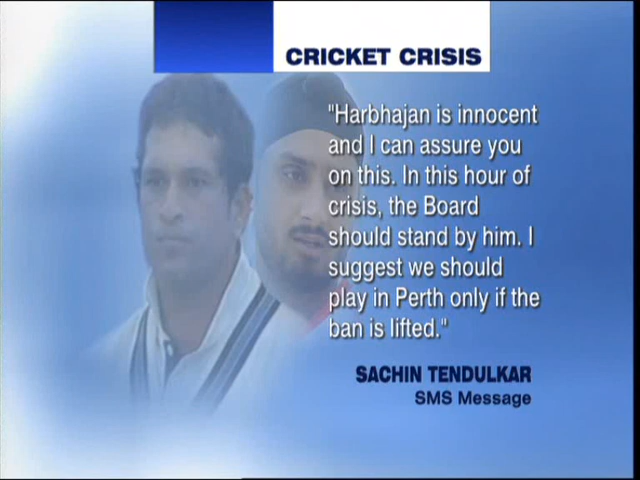 CRICKET CRISIS
"Harbhajan is innocent
and I can assure you
on this. In this hour of
crisis, the Board
should stand by him. I
suggest we should
play in Perth only if the
ban is lifted."
SACHIN TENDULKAR
SMS Message